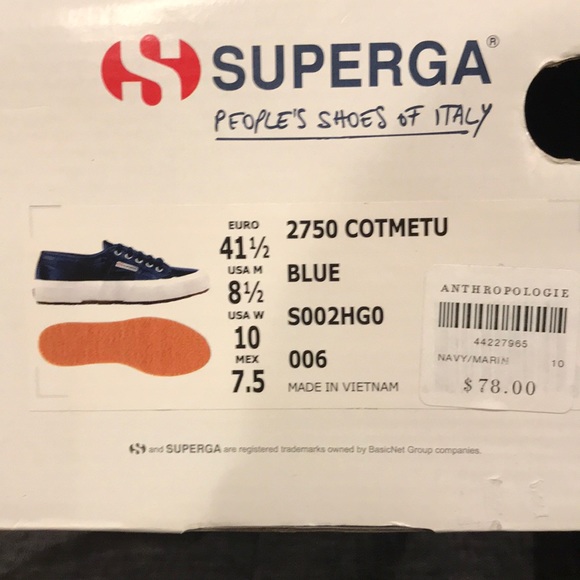 SUPERGA®
PEOPLE'S SHOES OF ITALY
EURO
41½
USA M
8½
USA W
10
MEX
7.5
2750 COTMETU
BLUE
S002HG0
006
MADE IN VIETNAM
ANTHROPOLOGIE
44227965
NAVY/MARIN 10
$78.00
and SUPERGA are registered trademarks owned by BasicNet Group companies.